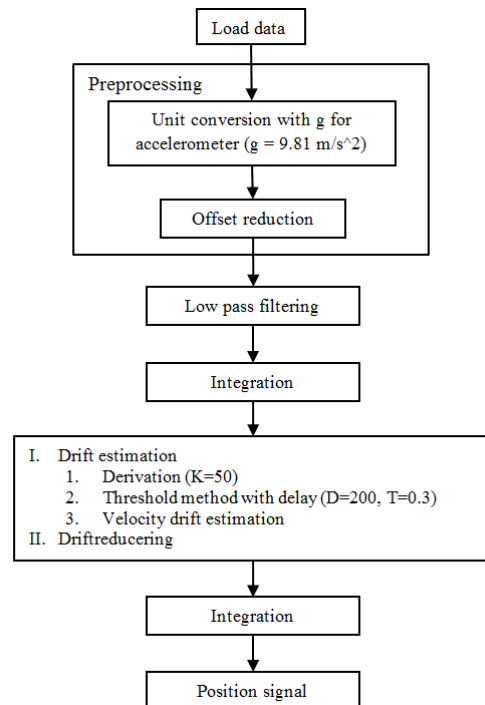 Load data
Preprocessing
Unit conversion with g for
accelerometer (g = 9.81 m/s^2)
Offset reduction
Low pass filtering
Integration
I. Drift estimation
1. Derivation (K=50)
2. Threshold method with delay (D=200, T=0.3)
3. Velocity drift estimation
II. Driftreducering
Integration
Position signal